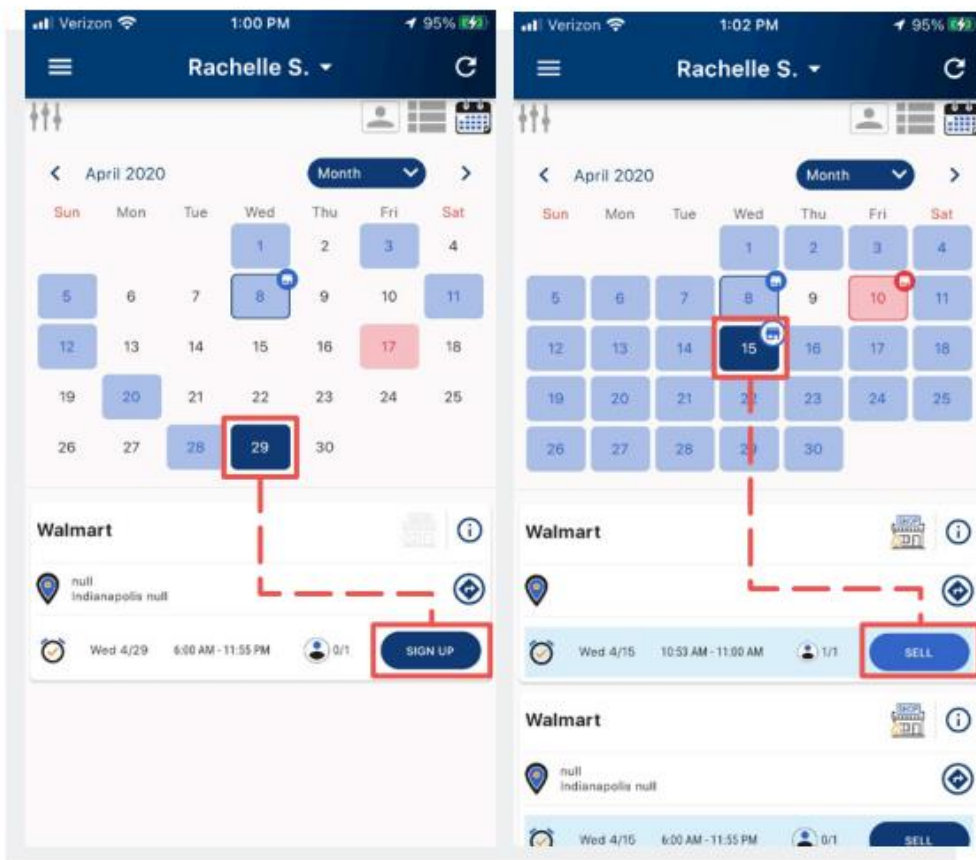 Verizon 1:00 PM 95%
Rachelle S.
April 2020 Month
Sun Mon Tue Wed Thu Fri Sat
1 2 3 4
5 6 7 8 9 10 11
12 13 14 15 16 17 18
19 20 21 22 23 24 25
26 27 28 29 30
Walmart
null
Indianapolis null
Wed 4/29 6:00 AM - 11:55 PM 0/1 SIGN UP
Verizon 1:02 PM 95%
Rachelle S.
April 2020 Month
Sun Mon Tue Wed Thu Fri Sat
1 2 3 4
5 6 7 8 9 10 11
12 13 14 15 16 17 18
19 20 21 22 23 24 25
26 27 28 29 30
Walmart
SHOP
Wed 4/15 10:53 AM - 11:00 AM 1/1 SELL
Walmart
SHOP
null
Indianapolis null
Wed 4/15 6:00 AM - 11:55 PM 0/1 SELL